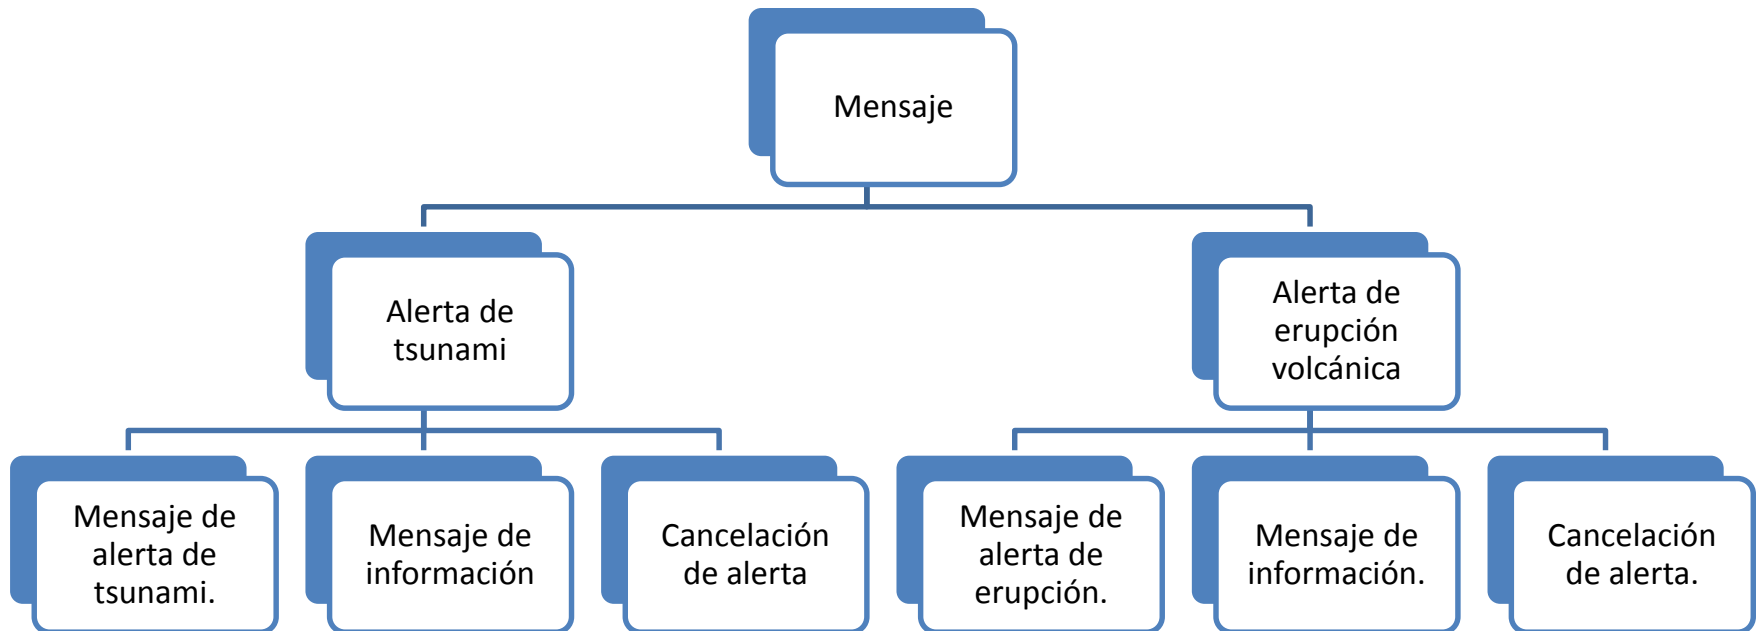 Mensaje
Alerta de
tsunami
Alerta de
erupción
volcánica
Mensaje de
alerta de
tsunami.
Mensaje de
información
Cancelación
de alerta
Mensaje de
alerta de
erupción.
Mensaje de
información.
Cancelación
de alerta.